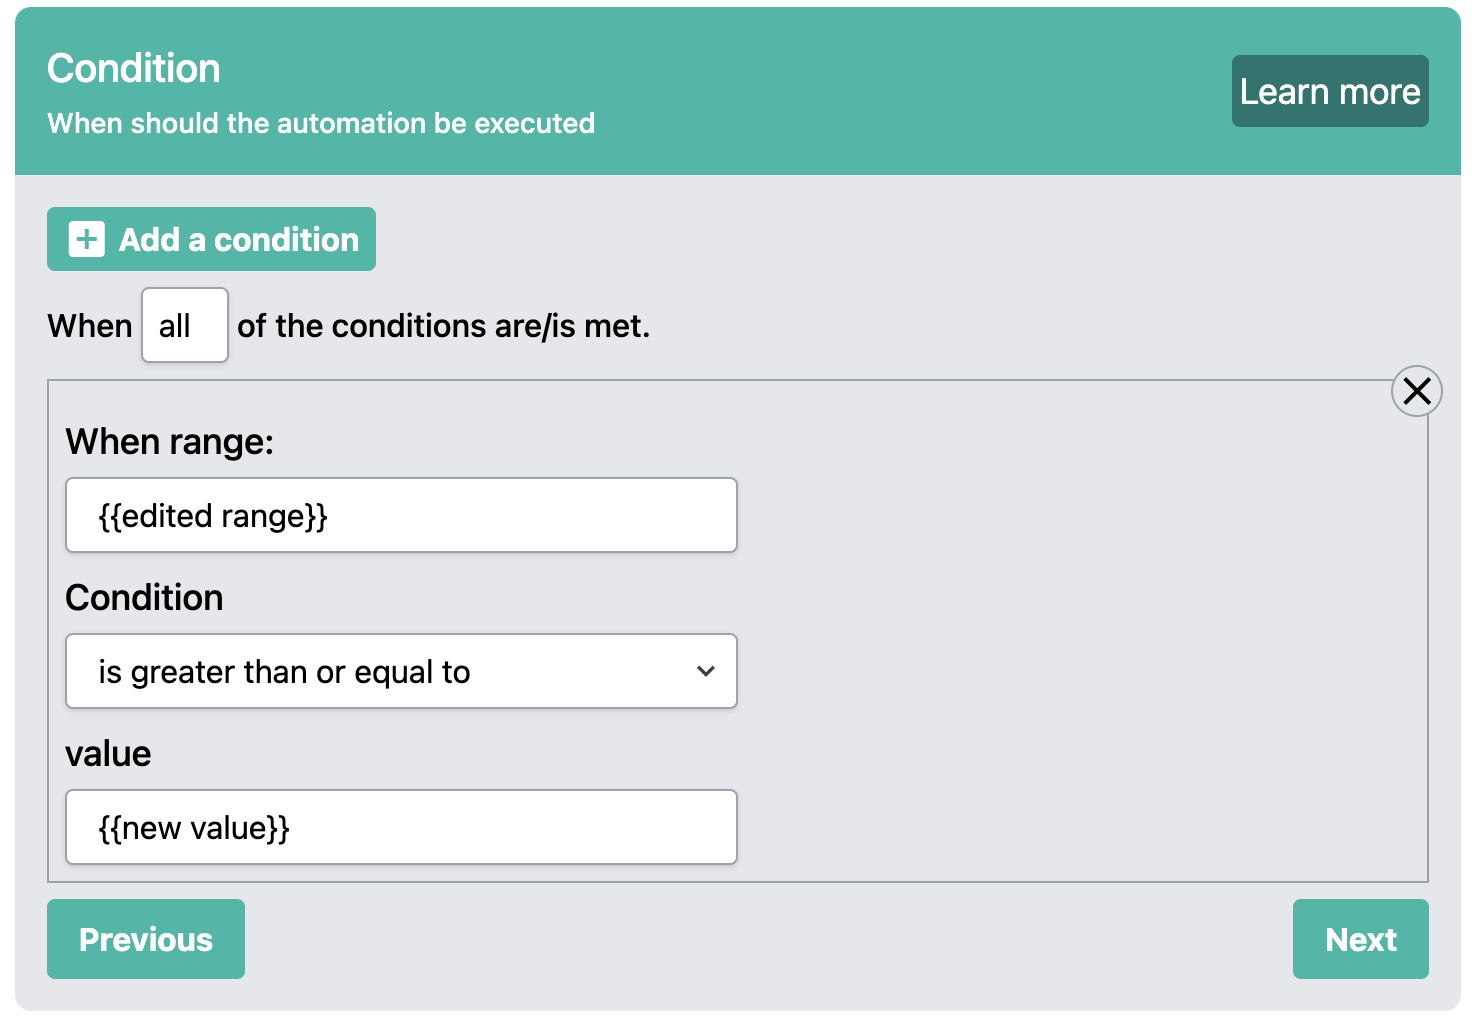 Condition
When should the automation be executed
Learn more
Add a condition
When all of the conditions are/is met.
When range:
{{edited range}}
Condition
is greater than or equal to
value
{{new value}}
Previous
Next